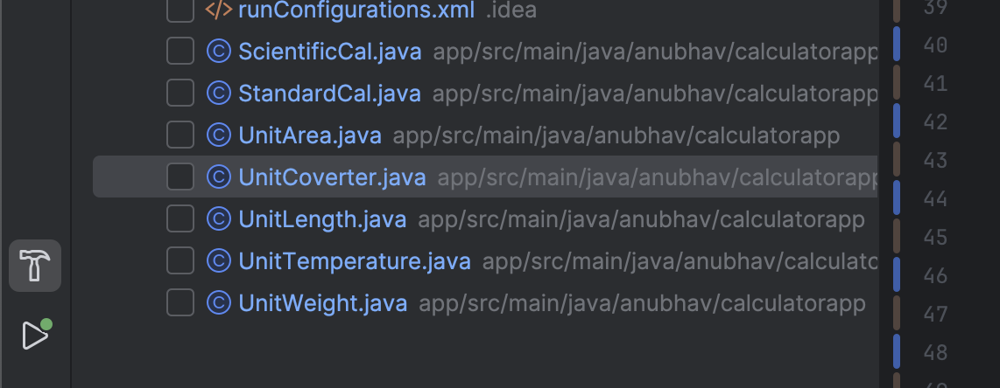 runConfigurations.xml .idea
ScientificCal.java app/src/main/java/anubhav/calculatorapp
StandardCal.java app/src/main/java/anubhav/calculatorapp
UnitArea.java app/src/main/java/anubhav/calculatorapp
UnitCoverter.java app/src/main/java/anubhav/calculatorapp
UnitLength.java app/src/main/java/anubhav/calculatorapp
UnitTemperature.java app/src/main/java/anubhav/calculato
UnitWeight.java app/src/main/java/anubhav/calculatorapp
39
40
41
42
43
44
45
46
47
48